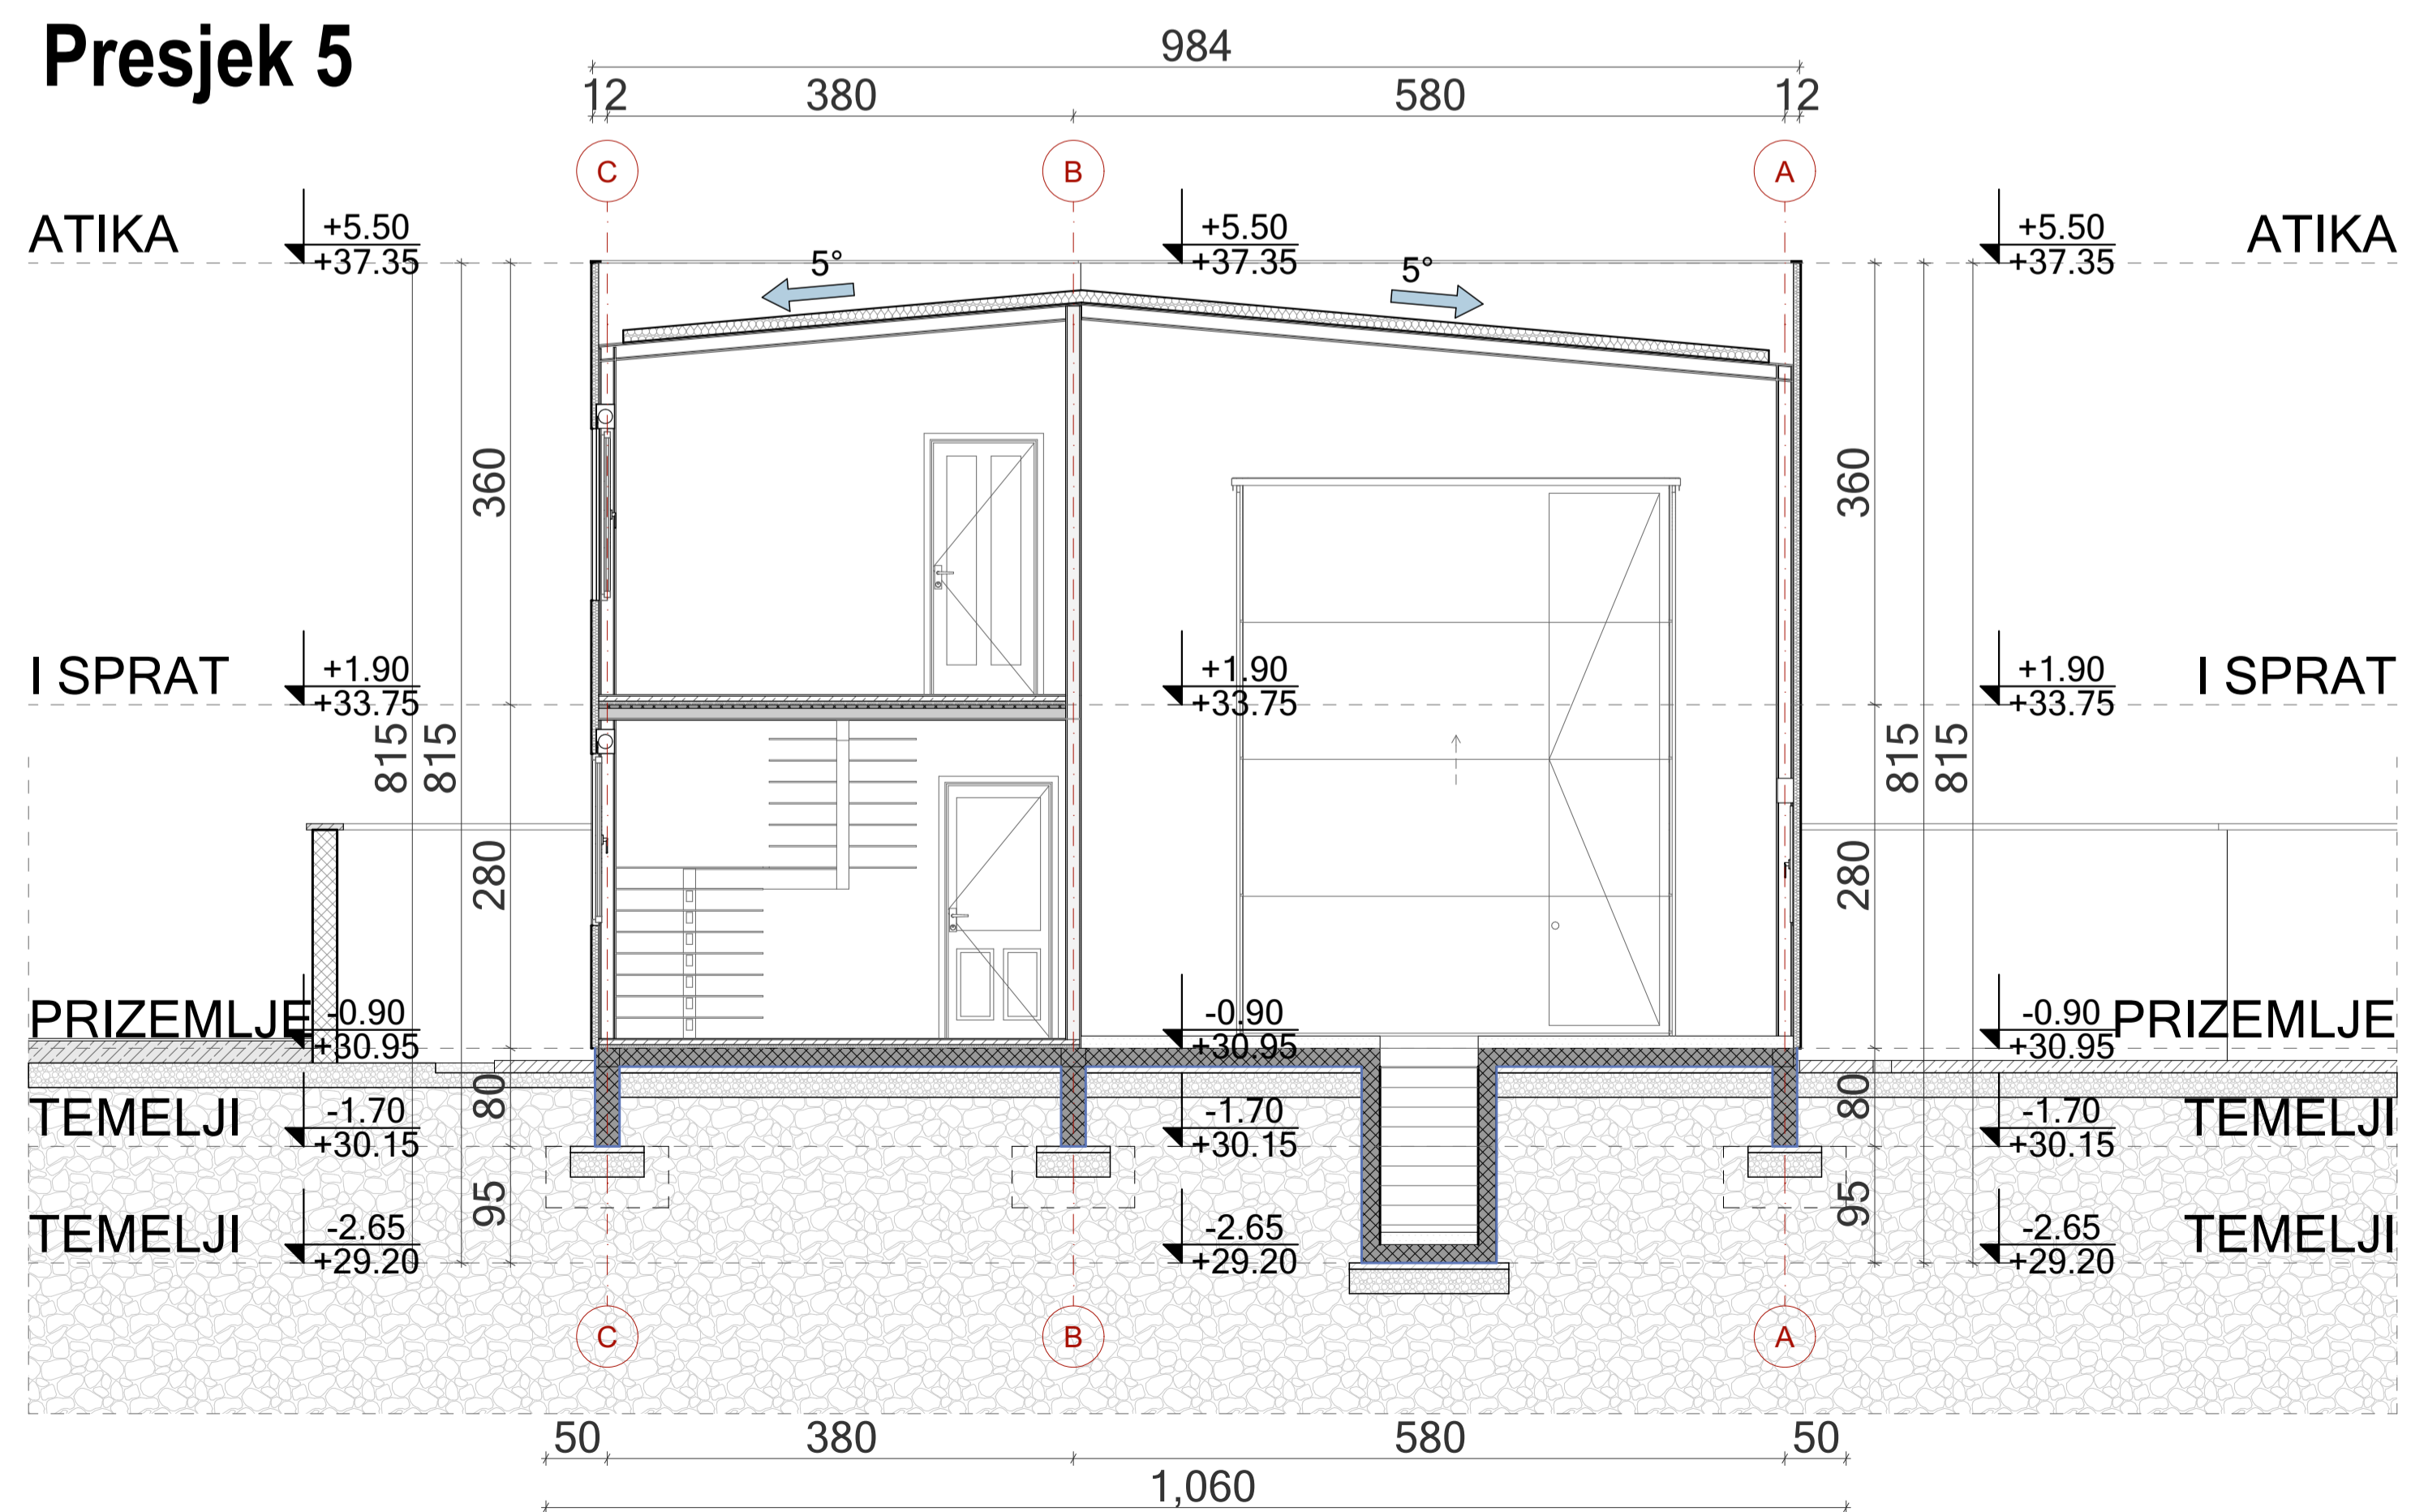 Presjek 5
984
12 380 580 12
C B A
ATIKA +5.50 +5.50 +5.50 ATIKA
+37.35 +37.35 +37.35
5° 5°
360 360
I SPRAT +1.90 +1.90 +1.90 I SPRAT
+33.75 +33.75 +33.75
815 815 815 815
280 280
PRIZEMLJE -0.90 -0.90 -0.90 PRIZEMLJE
+30.95 +30.95 +30.95
80 80
TEMELJI -1.70 -1.70 -1.70 TEMELJI
+30.15 +30.15 +30.15
95 95
TEMELJI -2.65 -2.65 -2.65 TEMELJI
+29.20 +29.20 +29.20
C B A
50 380 580 50
1,060